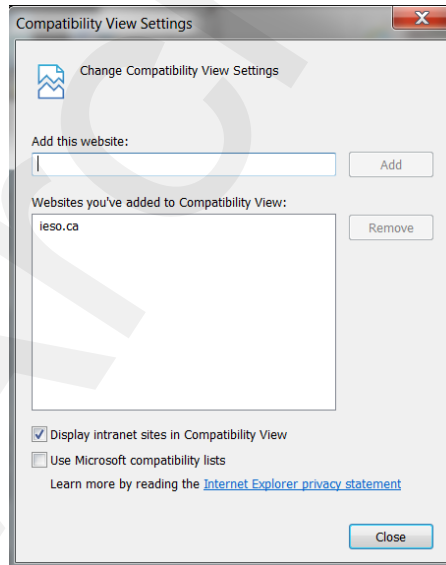 Compatibility View Settings
Change Compatibility View Settings
Add this website:
Add
Websites you've added to Compatibility View:
ieso.ca
Remove
Display intranet sites in Compatibility View
Use Microsoft compatibility lists
Learn more by reading the Internet Explorer privacy statement
Close